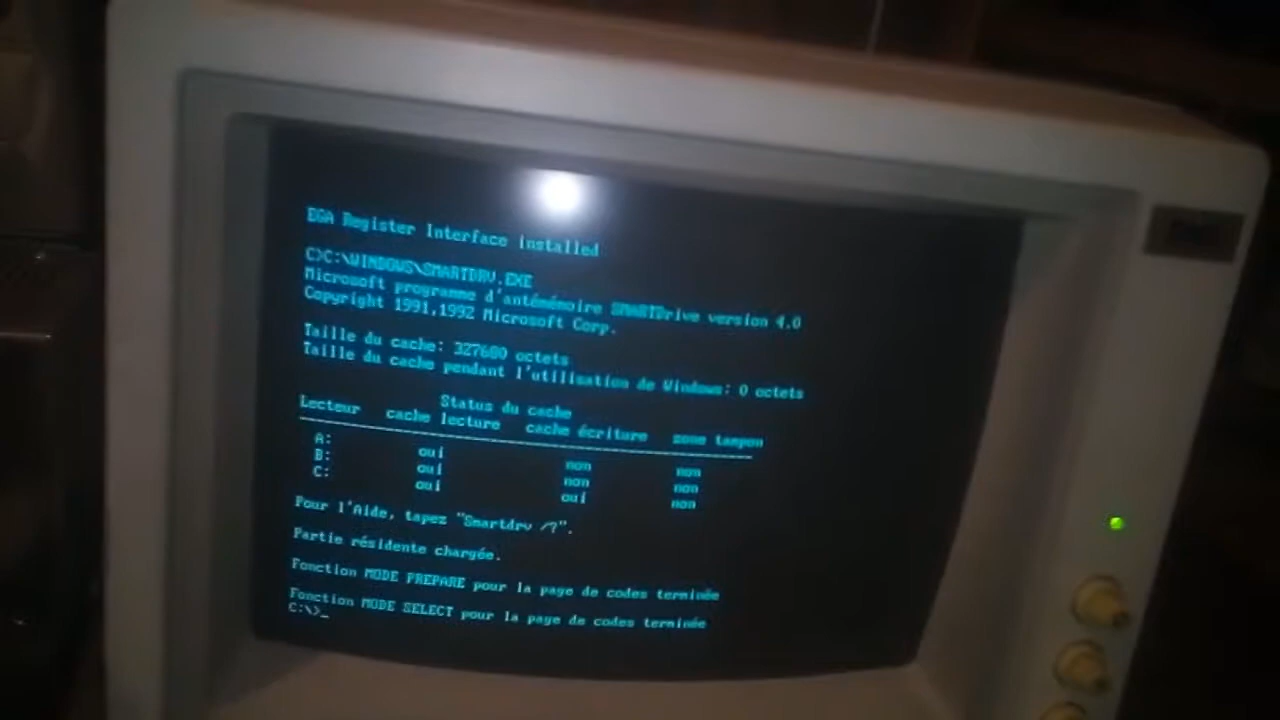 EGA Register Interface installed
C>C:\WINDOWS\SMARTDRV.EXE
Microsoft programme d'antémémoire SMARTDrive version 4.0
Copyright 1991,1992 Microsoft Corp.
Taille du cache: 327680 octets
Taille du cache pendant l'utilisation de Windows: 0 octets
Status du cache
Lecteur cache lecture cache écriture zone tampon
A: oui non non
B: oui non non
C: oui oui non
Pour l'Aide, tapez "Smartdrv /?".
Partie résidente chargée.
Fonction MODE PREPARE pour la page de codes terminée
Fonction MODE SELECT pour la page de codes terminée
C:\>_